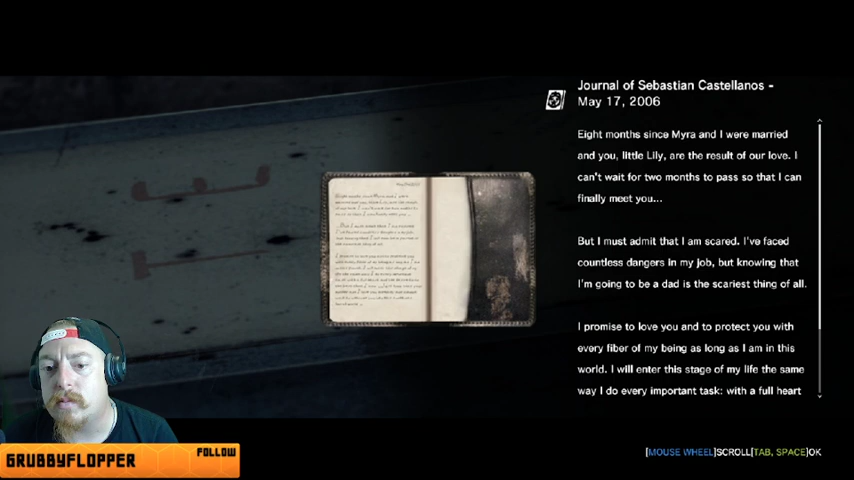 Journal of Sebastian Castellanos -
May 17, 2006
Eight months since Myra and I were married
and you, little Lily, are the result of our love. I
can't wait for two months to pass so that I can
finally meet you...
But I must admit that I am scared. I've faced
countless dangers in my job, but knowing that
I'm going to be a dad is the scariest thing of all.
I promise to love you and to protect you with
every fiber of my being as long as I am in this
world. I will enter this stage of my life the same
way I do every important task: with a full heart
GRUBBYFLOPPER
FOLLOW
[MOUSE WHEEL]SCROLL[TAB, SPACE]OK